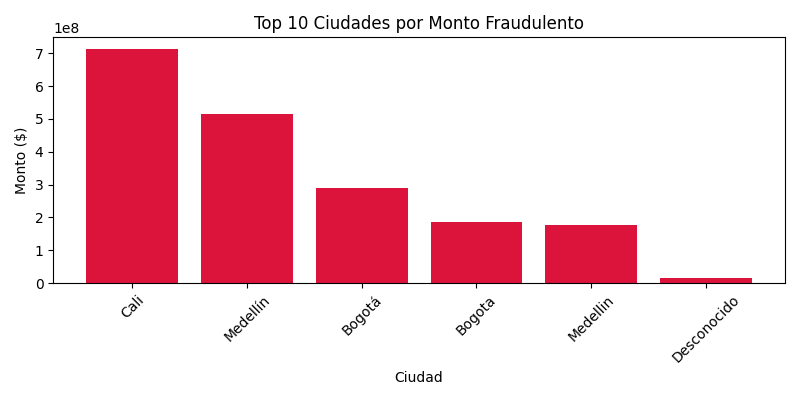 Top 10 Ciudades por Monto Fraudulento
1e8
7
6
5
4
3
2
1
0
Monto ($)
Cali
Medellín
Bogotá
Bogota
Medellin
Desconocido
Ciudad